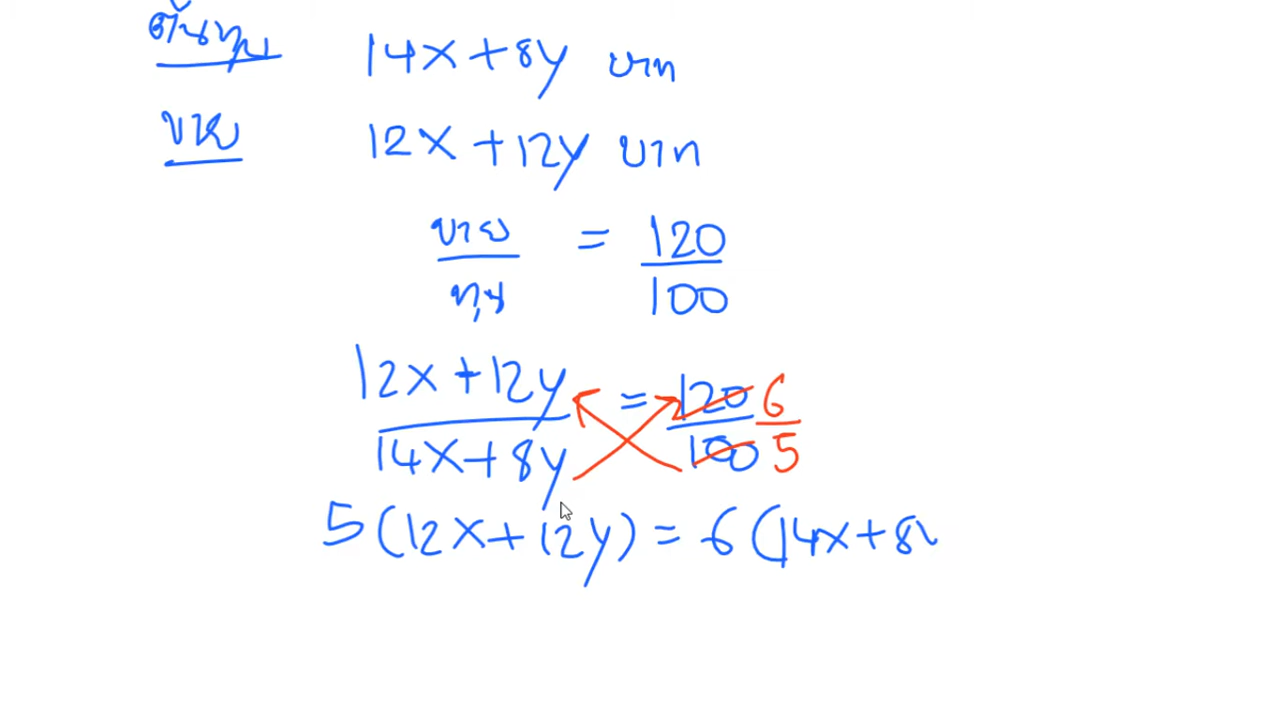 ต้นทุน 14x+8y บาท
ขาย 12x+12y บาท
ขาย/ทุน = 120/100
(12x+12y)/(14x+8y) = 120/100 6/5
5(12x+12y) = 6(14x+8